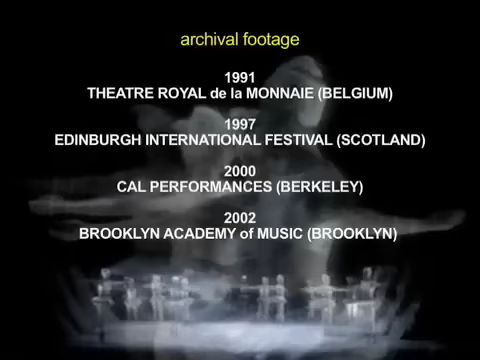 archival footage
1991
THEATRE ROYAL de la MONNAIE (BELGIUM)
1997
EDINBURGH INTERNATIONAL FESTIVAL (SCOTLAND)
2000
CAL PERFORMANCES (BERKELEY)
2002
BROOKLYN ACADEMY of MUSIC (BROOKLYN)